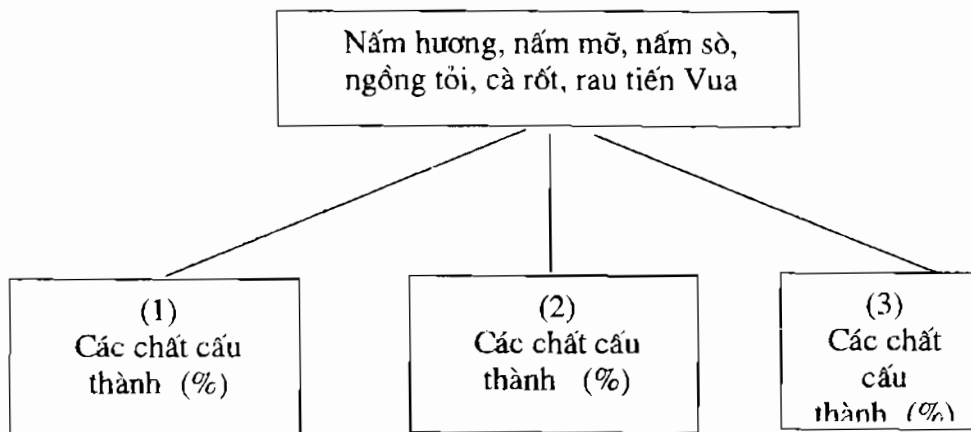 Nấm hương, nấm mỡ, nấm sò,
ngồng tỏi, cà rốt, rau tiến Vua
(1)
Các chất cấu
thành (%)
(2)
Các chất cấu
thành (%)
(3)
Các chất
cấu
thành (%)